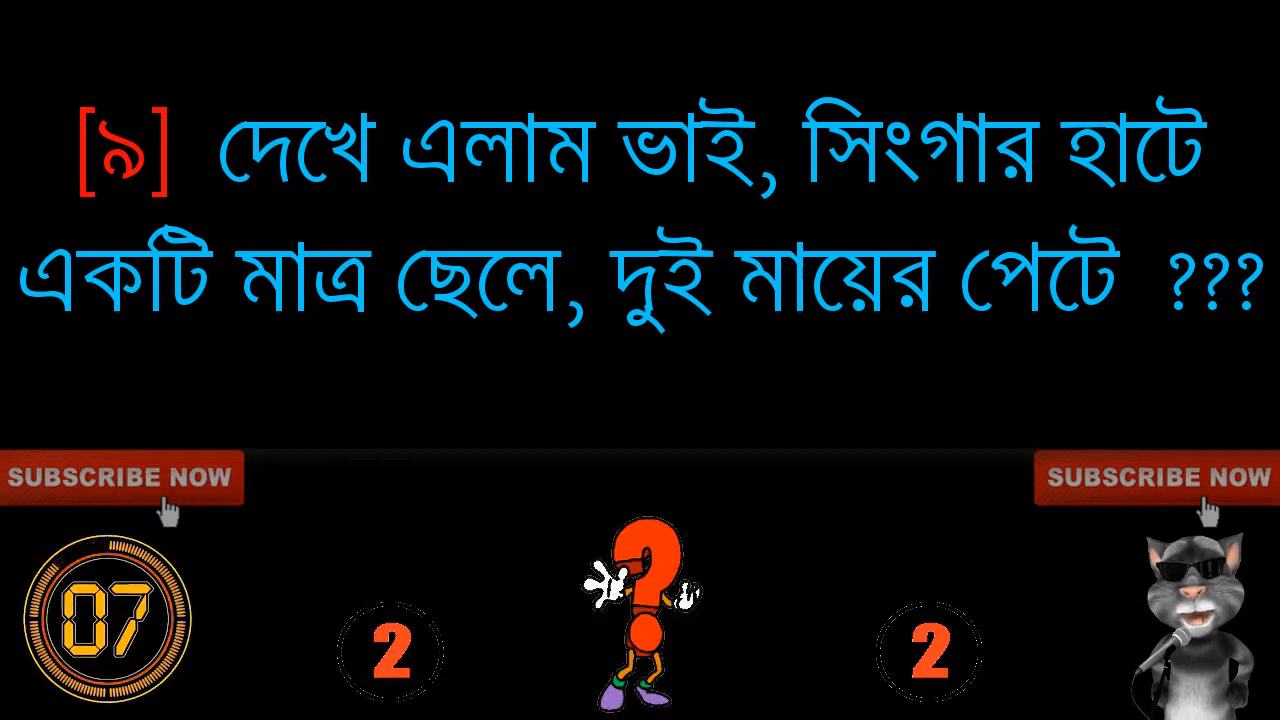 [৯] দেখে এলাম ভাই, সিংগার হাটে
একটি মাত্র ছেলে, দুই মায়ের পেটে ???
SUBSCRIBE NOW
SUBSCRIBE NOW
07
2
2